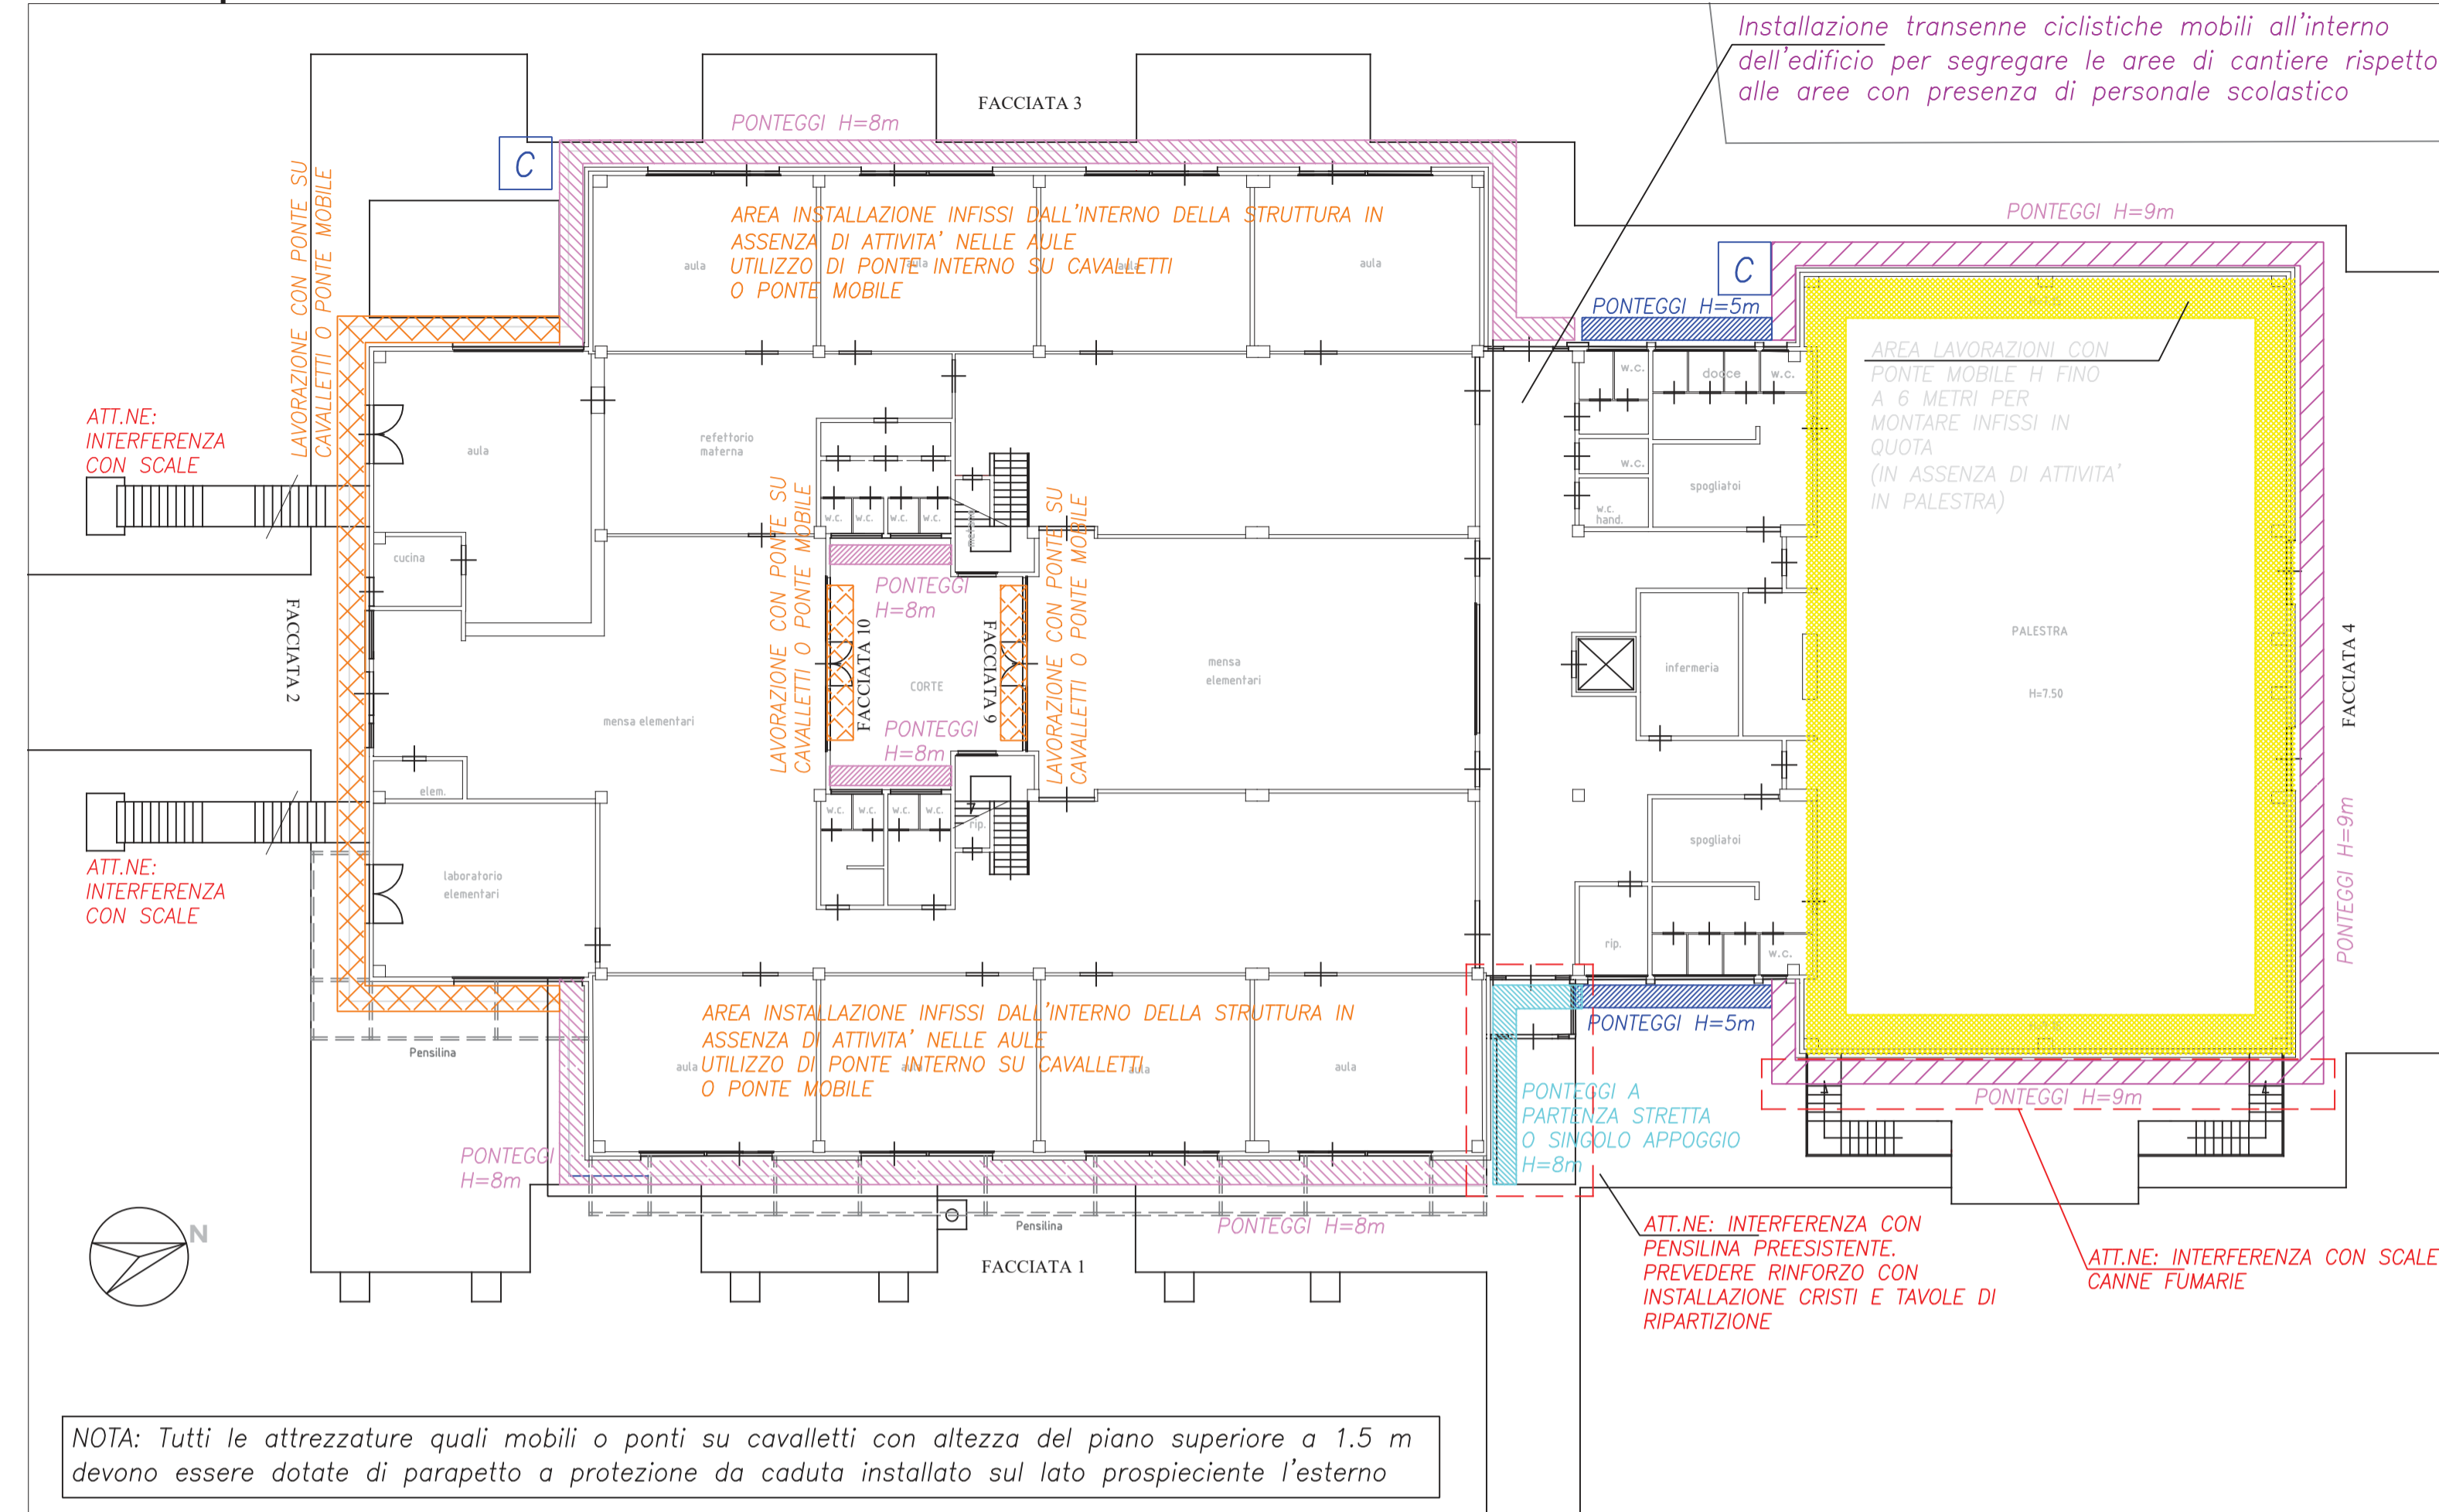 Installazione transenne ciclistiche mobili all'interno
dell'edificio per segregare le aree di cantiere rispetto
alle aree con presenza di personale scolastico
FACCIATA 3
PONTEGGI H=8m
C
LAVORAZIONE CON PONTE SU
CAVALLETTI O PONTE MOBILE
AREA INSTALLAZIONE INFISSI DALL'INTERNO DELLA STRUTTURA IN
ASSENZA DI ATTIVITA' NELLE AULE
UTILIZZO DI PONTE INTERNO SU CAVALLETTI
O PONTE MOBILE
aula
aula
aula
aula
PONTEGGI H=9m
C
PONTEGGI H=5m
AREA LAVORAZIONI CON
PONTE MOBILE H FINO
A 6 METRI PER
MONTARE INFISSI IN
QUOTA
(IN ASSENZA DI ATTIVITA'
IN PALESTRA)
w.c.
docce
w.c.
w.c.
spogliatoi
w.c.
hand.
ATT.NE:
INTERFERENZA
CON SCALE
aula
refettorio
materna
w.c.
w.c.
w.c.
w.c.
cucina
LAVORAZIONE CON PONTE SU
CAVALLETTI O PONTE MOBILE
PONTEGGI
H=8m
FACCIATA 10
CORTE
FACCIATA 9
LAVORAZIONE CON PONTE SU
CAVALLETTI O PONTE MOBILE
PONTEGGI
H=8m
FACCIATA 2
mensa elementari
mensa
elementari
infermeria
PALESTRA
H=7.50
FACCIATA 4
PONTEGGI H=9m
elem.
w.c.
w.c.
w.c.
w.c.
rip.
spogliatoi
ATT.NE:
INTERFERENZA
CON SCALE
laboratorio
elementari
rip.
w.c.
AREA INSTALLAZIONE INFISSI DALL'INTERNO DELLA STRUTTURA IN
ASSENZA DI ATTIVITA' NELLE AULE
UTILIZZO DI PONTE INTERNO SU CAVALLETTI
O PONTE MOBILE
aula
aula
aula
aula
Pensilina
PONTEGGI H=5m
PONTEGGI A
PARTENZA STRETTA
O SINGOLO APPOGGIO
H=8m
PONTEGGI H=9m
PONTEGGI
H=8m
Pensilina
PONTEGGI H=8m
FACCIATA 1
N
ATT.NE: INTERFERENZA CON
PENSILINA PREESISTENTE.
PREVEDERE RINFORZO CON
INSTALLAZIONE CRISTI E TAVOLE DI
RIPARTIZIONE
ATT.NE: INTERFERENZA CON SCALE
CANNE FUMARIE
NOTA: Tutti le attrezzature quali mobili o ponti su cavalletti con altezza del piano superiore a 1.5 m
devono essere dotate di parapetto a protezione da caduta installato sul lato prospieciente l'esterno